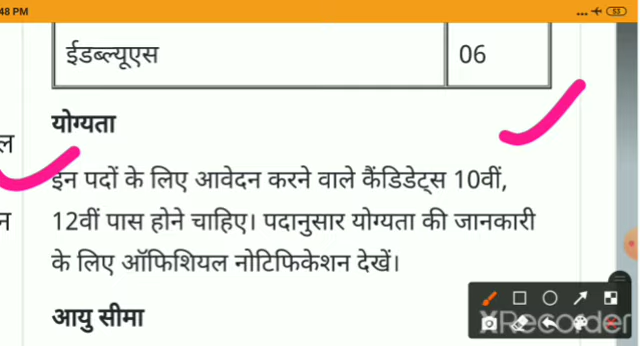 48 PM
53
ईडब्ल्यूएस 06
योग्यता
ल
इन पदों के लिए आवेदन करने वाले कैंडिडेट्स 10वीं,
न 12वीं पास होने चाहिए। पदानुसार योग्यता की जानकारी
के लिए ऑफिशियल नोटिफिकेशन देखें।
आयु सीमा
XRecorder